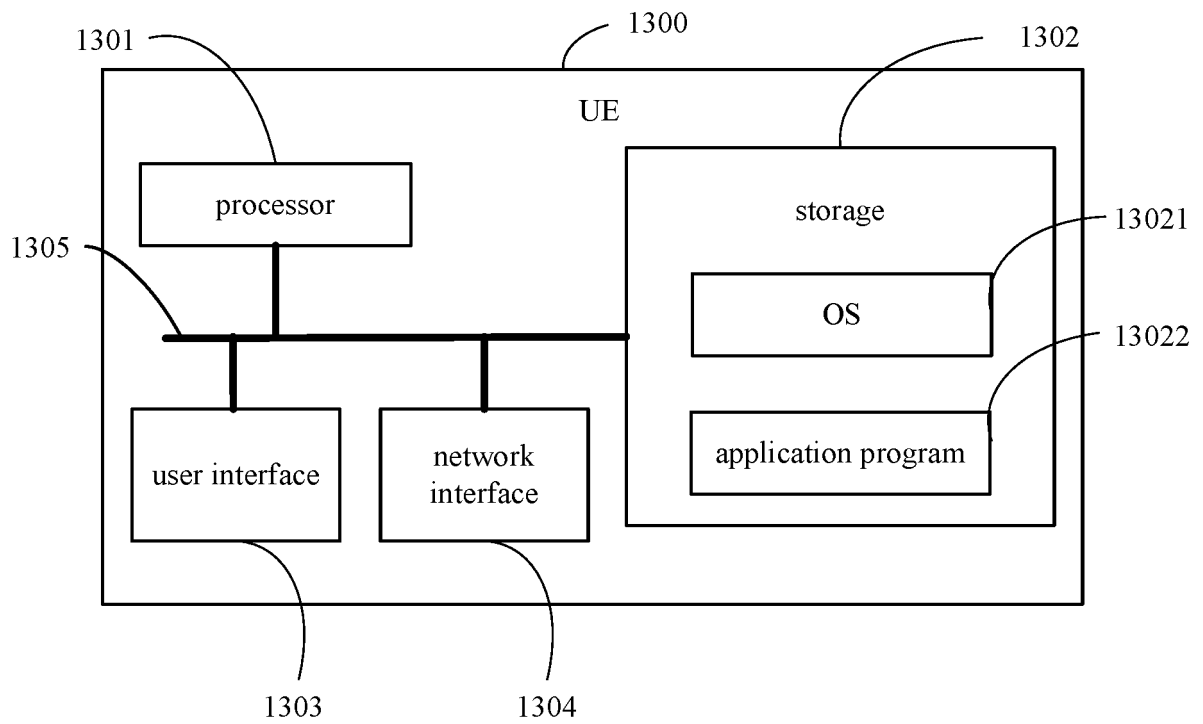 1300
1301
1302
UE
processor
storage
1305
13021
OS
13022
user interface
network
interface
application program
1303
1304